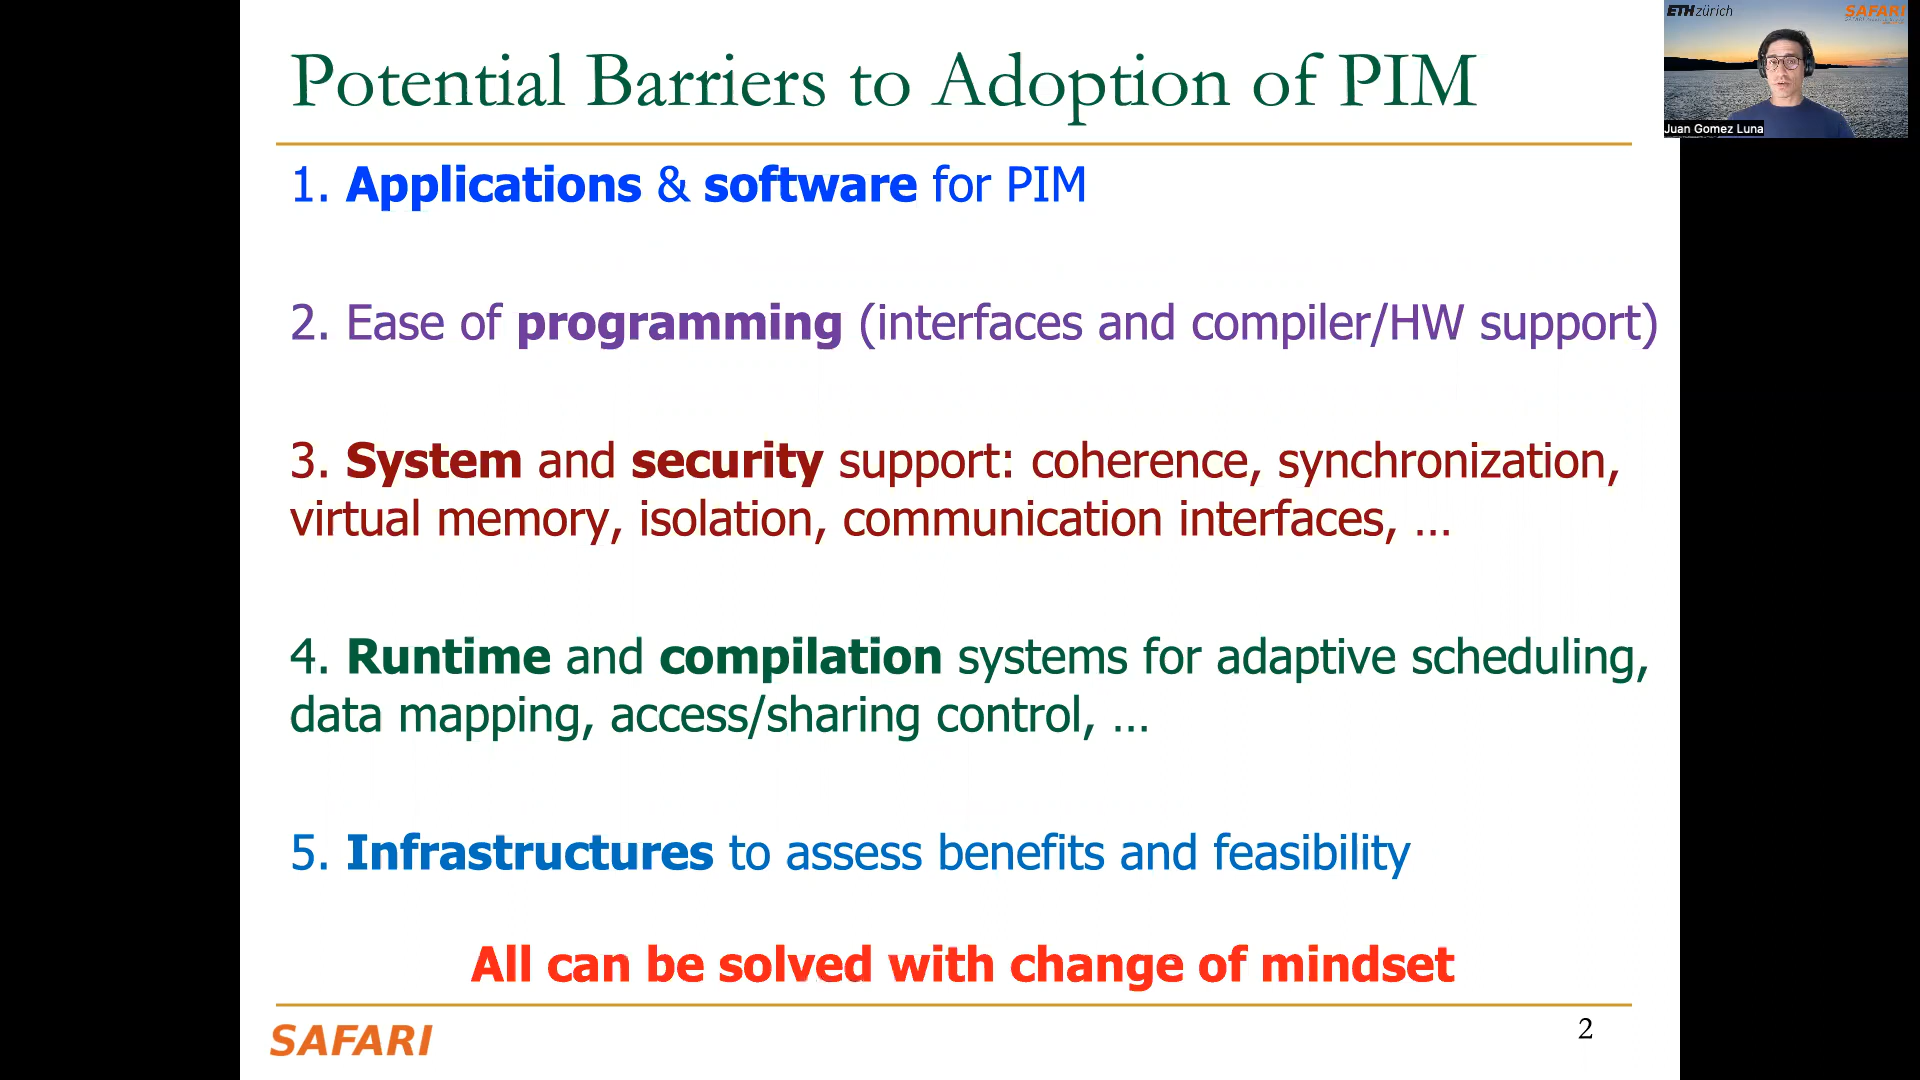 Potential Barriers to Adoption of PIM
1. Applications & software for PIM
2. Ease of programming (interfaces and compiler/HW support)
3. System and security support: coherence, synchronization,
virtual memory, isolation, communication interfaces, …
4. Runtime and compilation systems for adaptive scheduling,
data mapping, access/sharing control, …
5. Infrastructures to assess benefits and feasibility
All can be solved with change of mindset
SAFARI
2
ETH zürich
SAFARI
Juan Gomez Luna